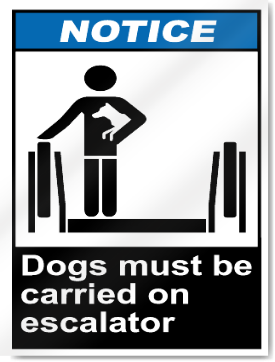 NOTICE
Dogs must be
carried on
escalator